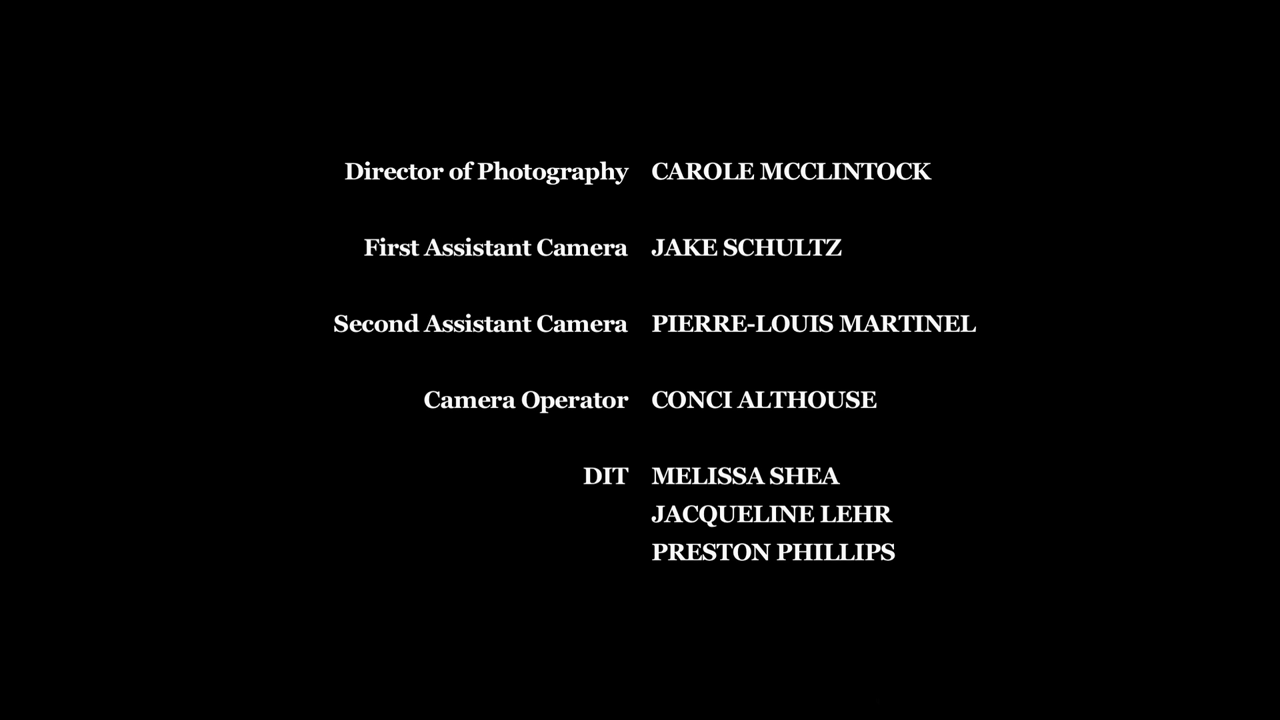 Director of Photography CAROLE MCCLINTOCK
First Assistant Camera JAKE SCHULTZ
Second Assistant Camera PIERRE-LOUIS MARTINEL
Camera Operator CONCI ALTHOUSE
DIT MELISSA SHEA
JACQUELINE LEHR
PRESTON PHILLIPS